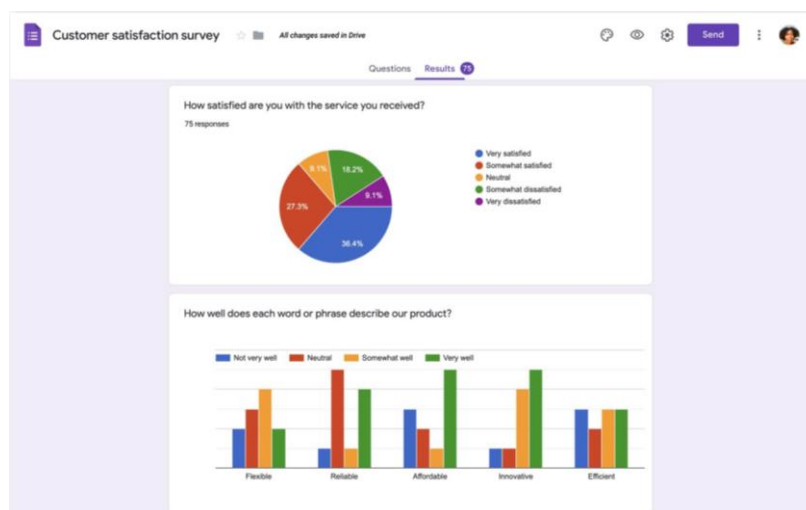 Customer satisfaction survey
All changes saved in Drive
Send
Questions Results 75
How satisfied are you with the service you received?
75 responses
Very satisfied
Somewhat satisfied
Neutral
Somewhat dissatisfied
Very dissatisfied
9.1%
18.2%
9.1%
27.3%
36.4%
How well does each word or phrase describe our product?
Not very well Neutral Somewhat well Very well
Flexible Reliable Affordable Innovative Efficient